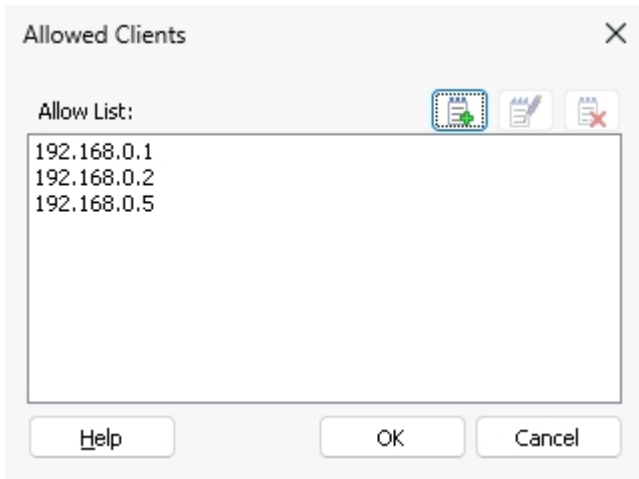 Allowed Clients
Allow List:
192.168.0.1
192.168.0.2
192.168.0.5
Help OK Cancel